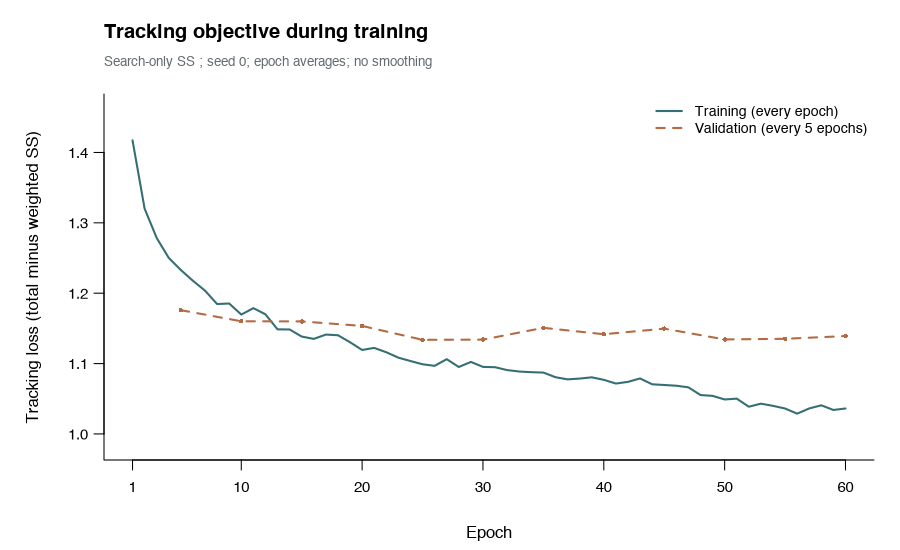 Tracking objective during training
Search-only SS ; seed 0; epoch averages; no smoothing
Training (every epoch)
Validation (every 5 epochs)
Tracking loss (total minus weighted SS)
1.4
1.3
1.2
1.1
1.0
1
10
20
30
40
50
60
Epoch